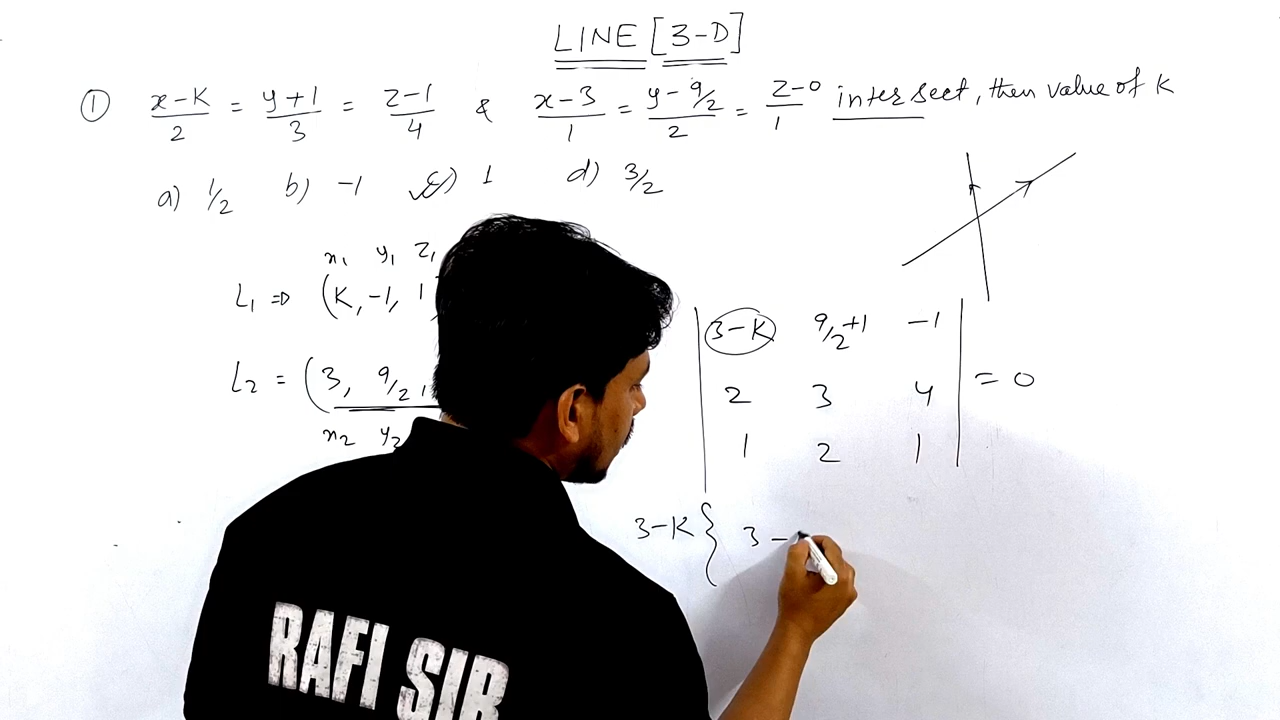 LINE [3-D]
① x-K/2 = y+1/3 = z-1/4 & x-3/1 = y-9/2/2 = z-0/1 intersect, then value of K
a) 1/2 b) -1 c) 1 d) 3/2
x₁ y₁ z₁
L₁ ⇒ (K, -1, 1
L₂ = (3, 9/2,
x₂ y₂
3-K 9/2+1 -1
2 3 4 = 0
1 2 1
3-K { 3 -
RAFI SIR